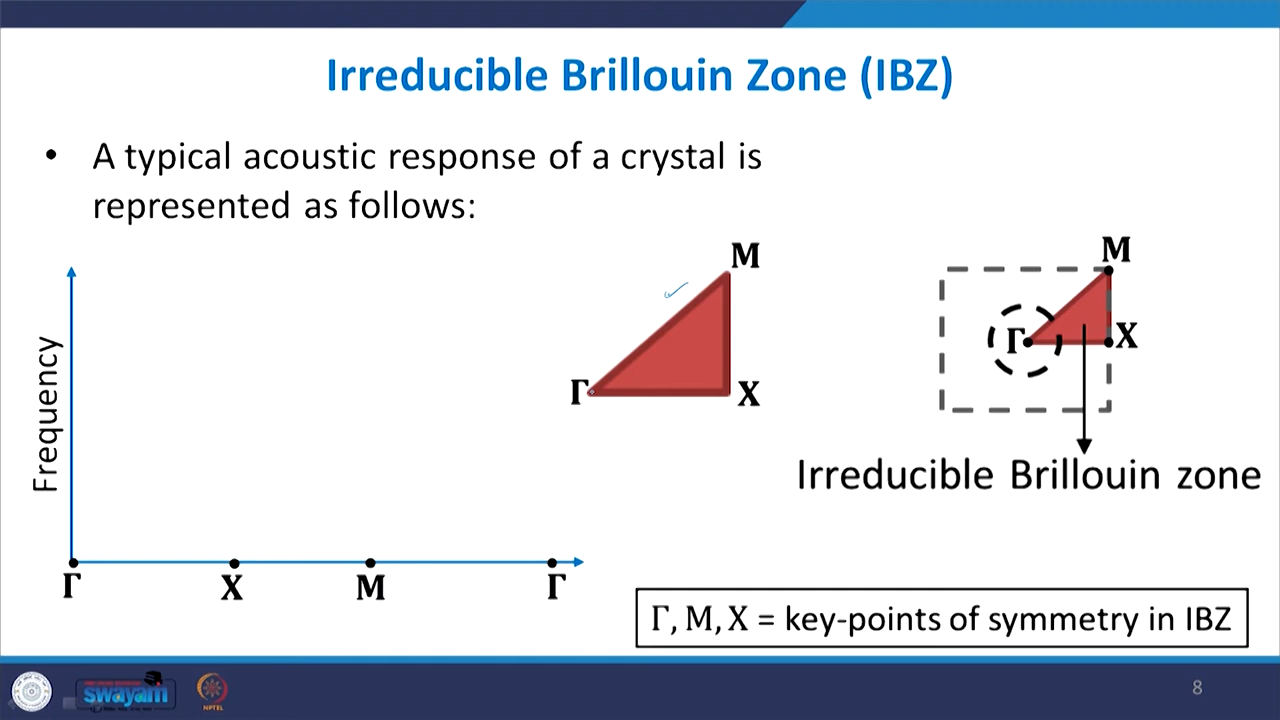 Irreducible Brillouin Zone (IBZ)
• A typical acoustic response of a crystal is
represented as follows:
Frequency
Γ
X
M
Γ
M
Γ
X
M
Γ
X
Irreducible Brillouin zone
Γ, M, X = key-points of symmetry in IBZ
swayam
NPTEL
8